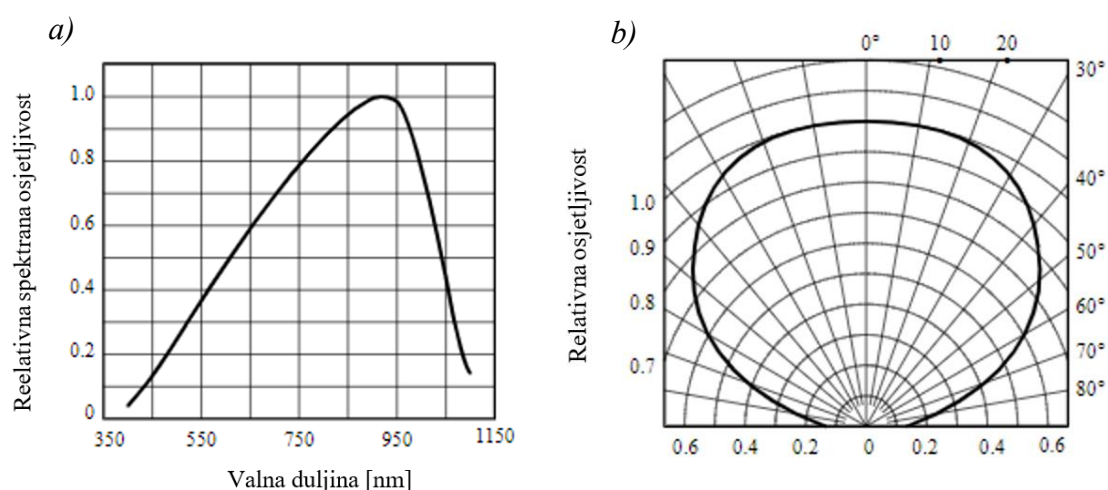 a)
Reelativna spektrana osjetljivost
1.0
0.8
0.6
0.4
0.2
0
350 550 750 950 1150
Valna duljina [nm]
b)
Relativna osjetljivost
0° 10 20
30°
40°
50°
60°
70°
80°
1.0
0.9
0.8
0.7
0.6 0.4 0.2 0 0.2 0.4 0.6